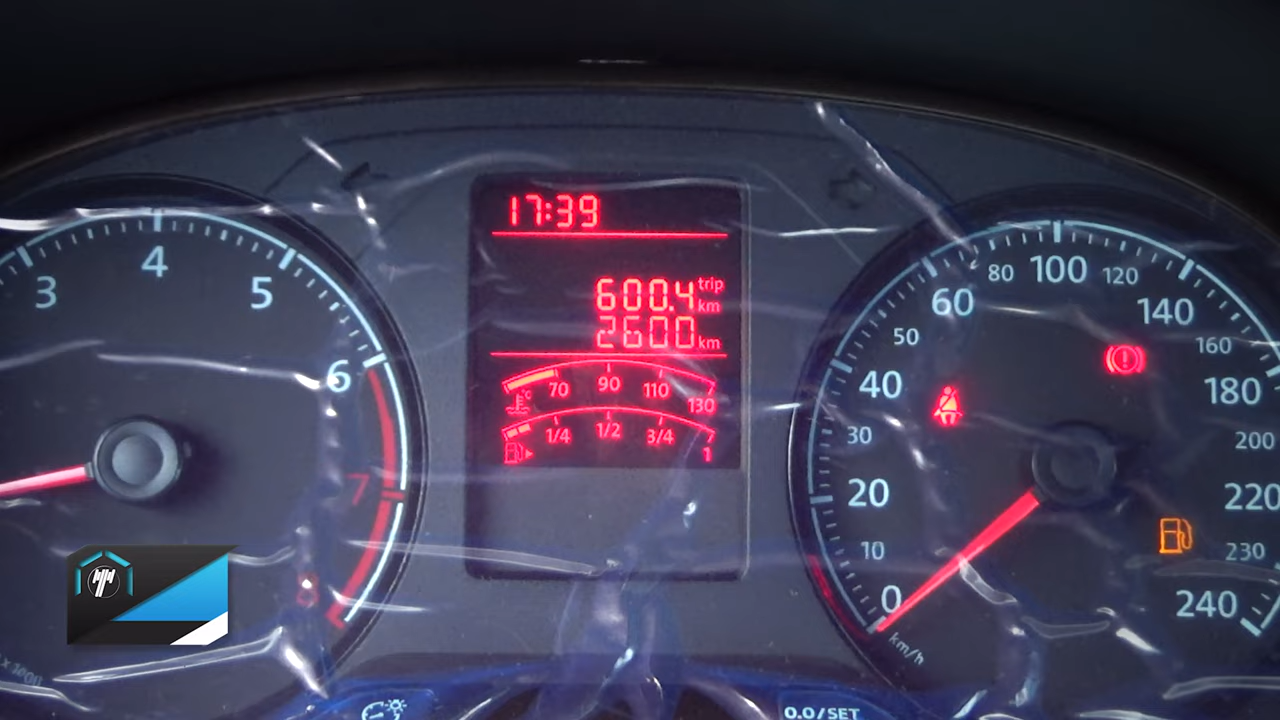 17:39
600.4 trip km
2600 km
70 90 110 130
°C
1/4 1/2 3/4 1
3 4 5 6 7 8
0 10 20 30 40 50 60 80 100 120 140 160 180 200 220 230 240
km/h
0.0/SET